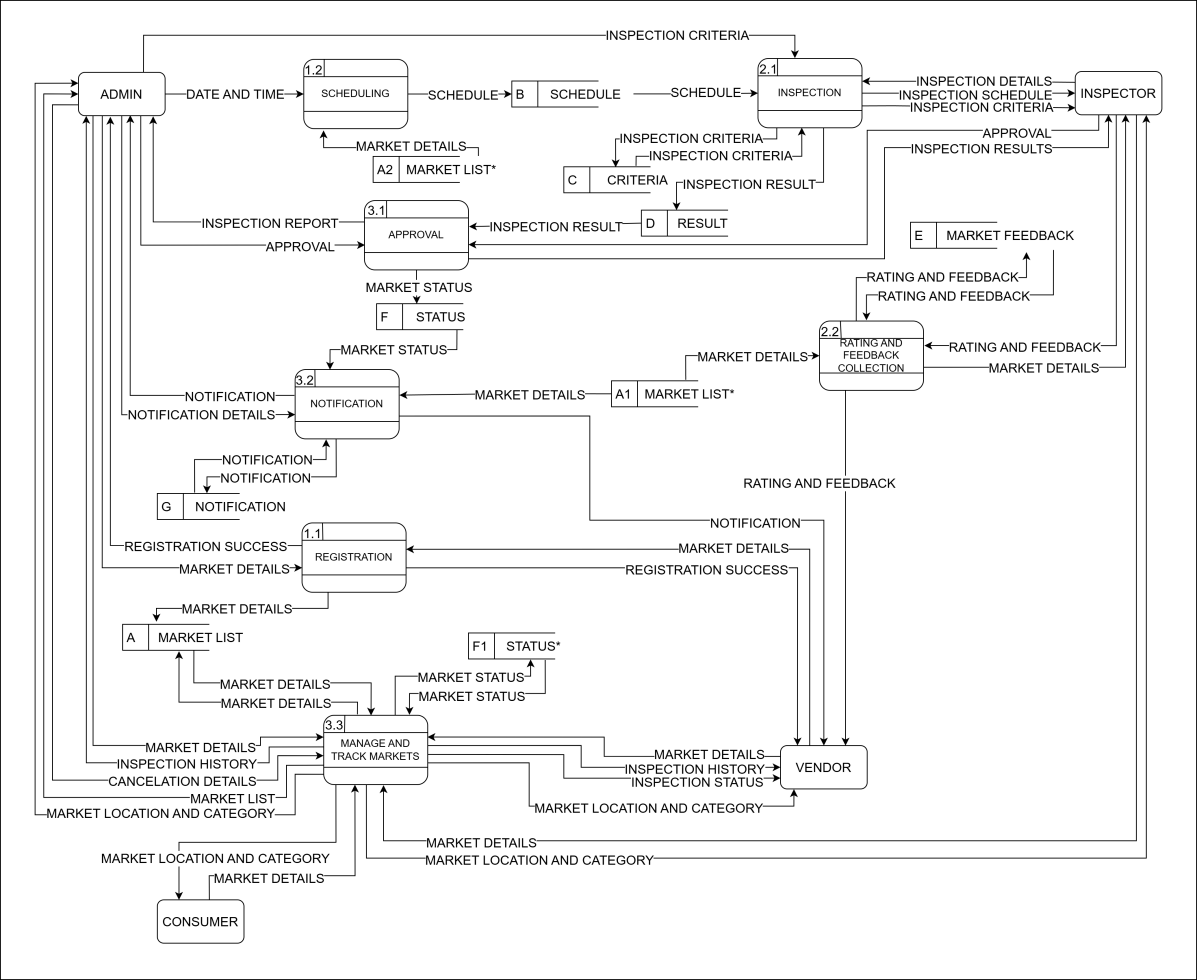 INSPECTION CRITERIA
1.2
2.1
ADMIN
DATE AND TIME
SCHEDULING
SCHEDULE
B
SCHEDULE
SCHEDULE
INSPECTION
INSPECTION DETAILS
INSPECTION SCHEDULE
INSPECTION CRITERIA
INSPECTOR
MARKET DETAILS
A2
MARKET LIST*
INSPECTION CRITERIA
INSPECTION CRITERIA
C
CRITERIA
APPROVAL
INSPECTION RESULTS
INSPECTION RESULT
3.1
INSPECTION REPORT
APPROVAL
APPROVAL
INSPECTION RESULT
D
RESULT
E
MARKET FEEDBACK
MARKET STATUS
F
STATUS
RATING AND FEEDBACK
RATING AND FEEDBACK
2.2
RATING AND
FEEDBACK
COLLECTION
RATING AND FEEDBACK
MARKET DETAILS
MARKET STATUS
MARKET DETAILS
3.2
NOTIFICATION
NOTIFICATION
NOTIFICATION DETAILS
MARKET DETAILS
A1
MARKET LIST*
NOTIFICATION
NOTIFICATION
G
NOTIFICATION
RATING AND FEEDBACK
NOTIFICATION
1.1
REGISTRATION SUCCESS
REGISTRATION
MARKET DETAILS
MARKET DETAILS
REGISTRATION SUCCESS
MARKET DETAILS
A
MARKET LIST
F1
STATUS*
MARKET DETAILS
MARKET DETAILS
MARKET STATUS
MARKET STATUS
3.3
MANAGE AND
TRACK MARKETS
MARKET DETAILS
INSPECTION HISTORY
CANCELATION DETAILS
MARKET LIST
MARKET LOCATION AND CATEGORY
MARKET DETAILS
INSPECTION HISTORY
INSPECTION STATUS
MARKET LOCATION AND CATEGORY
VENDOR
MARKET DETAILS
MARKET LOCATION AND CATEGORY
MARKET LOCATION AND CATEGORY
MARKET DETAILS
CONSUMER